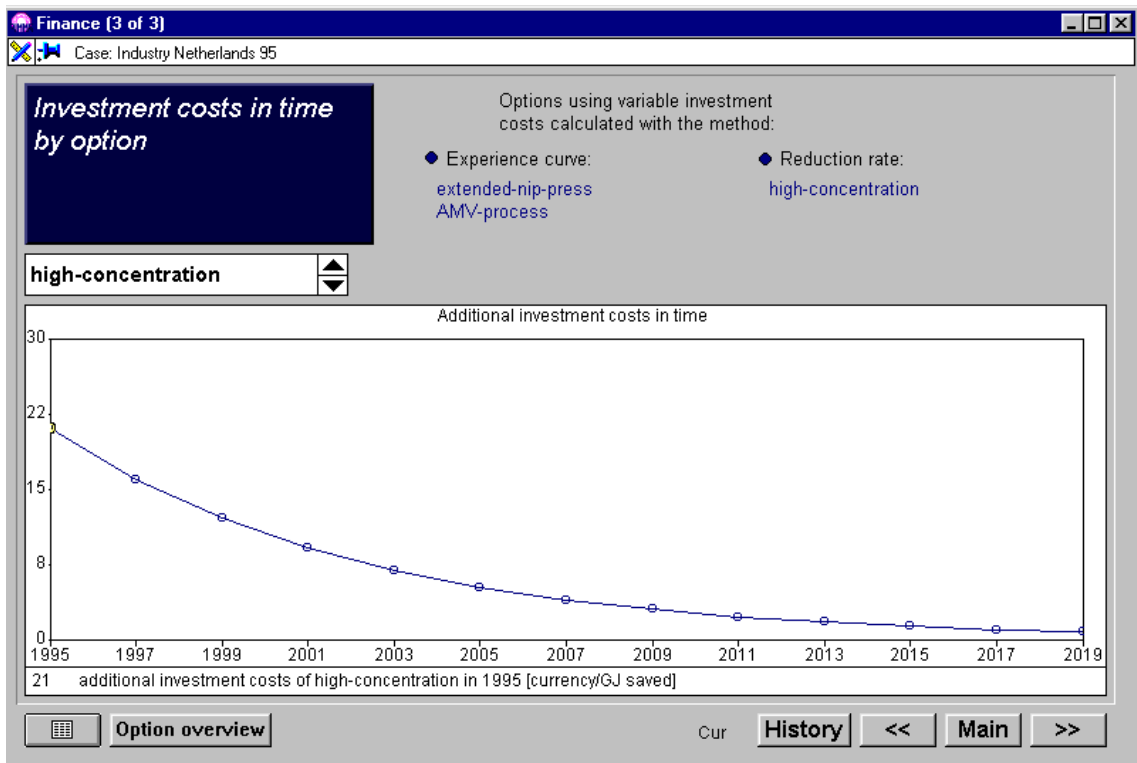 Finance (3 of 3)
Case: Industry Netherlands 95
Investment costs in time
by option
Options using variable investment
costs calculated with the method:
Experience curve:
Reduction rate:
extended-nip-press
high-concentration
AMV-process
high-concentration
Additional investment costs in time
30
22
15
8
0
1995 1997 1999 2001 2003 2005 2007 2009 2011 2013 2015 2017 2019
21 additional investment costs of high-concentration in 1995 [currency/GJ saved]
Option overview
Cur
History
<<
Main
>>